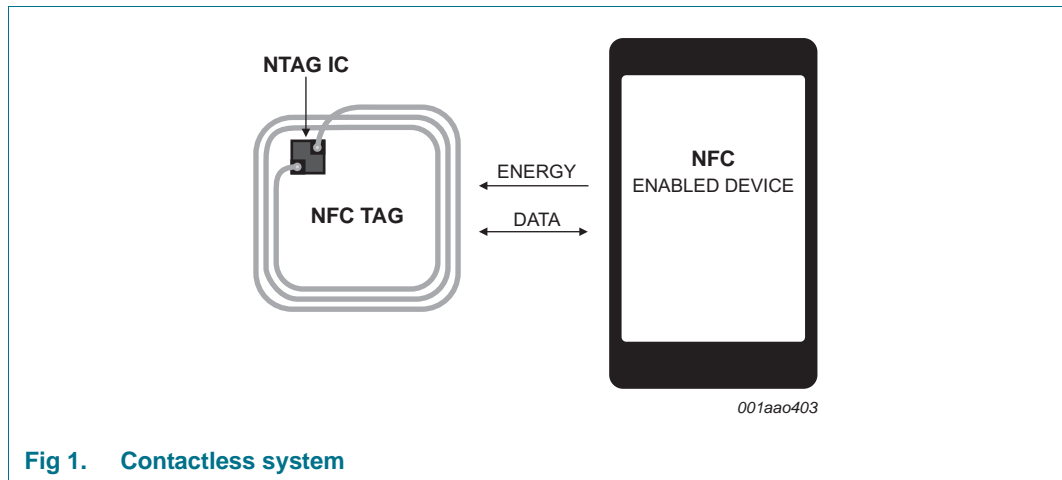 NTAG IC
NFC TAG
ENERGY
DATA
NFC
ENABLED DEVICE
001aao403
Fig 1. Contactless system